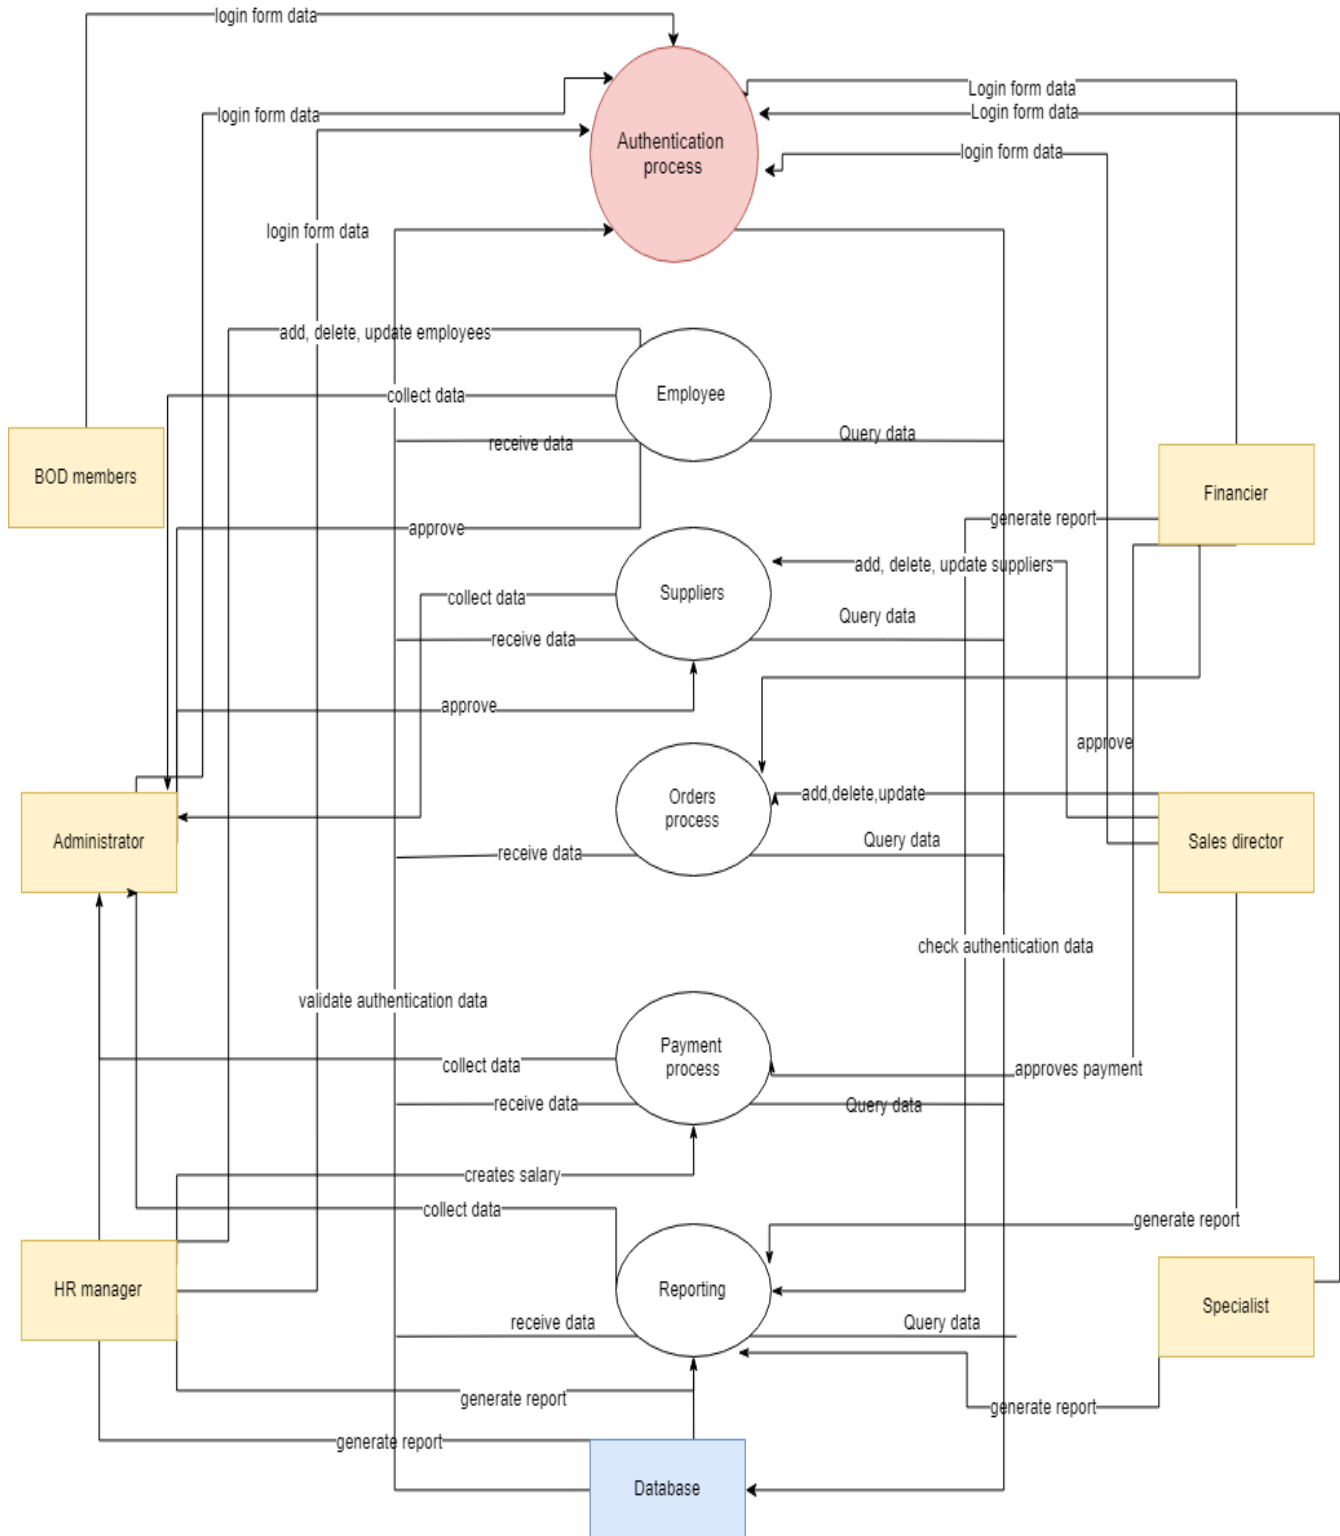 login form data
Login form data
Login form data
login form data
Authentication
process
login form data
login form data
add, delete, update employees
Employee
collect data
receive data
Query data
BOD members
Financier
approve
generate report
add, delete, update suppliers
Suppliers
collect data
Query data
receive data
approve
approve
Orders
process
add,delete,update
Administrator
Sales director
receive data
Query data
check authentication data
validate authentication data
Payment
process
collect data
approves payment
receive data
Query data
creates salary
collect data
generate report
HR manager
Reporting
Specialist
receive data
Query data
generate report
generate report
generate report
Database